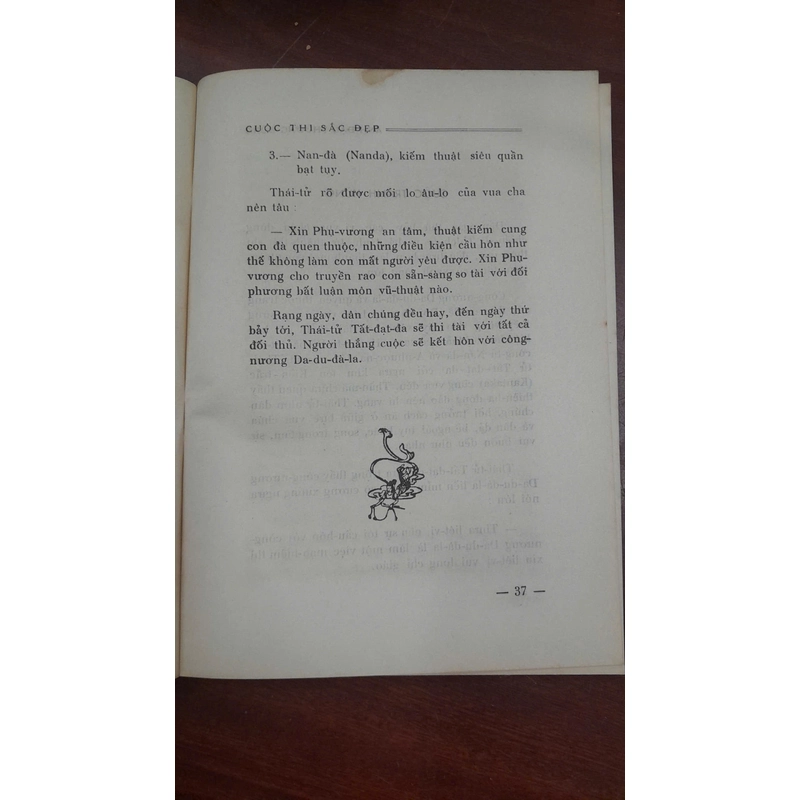 CUỘC THI SẮC ĐẸP
3.— Nan-đà (Nanda), kiếm thuật siêu quần
bạt tuy.
Thái-tử rõ được mối lo âu-lo của vua cha
nên tâu :
— Xin Phụ-vương an tâm, thuật kiếm cung
con đà quen thuộc, những điều kiện cầu hôn như
thế không làm con mất người yêu được. Xin Phụ-
vương cho truyền rao con sẵn-sàng so tài với đối
phương bất luận môn võ-thuật nào.
Rạng ngày, dân chúng đều hay, đến ngày thứ
bảy tới, Thái-tử Tất-đạt-đa sẽ thi tài với tất cả
đối thủ. Người thắng cuộc sẽ kết hôn với công-
nương Da-du-đà-la.
— 37 —